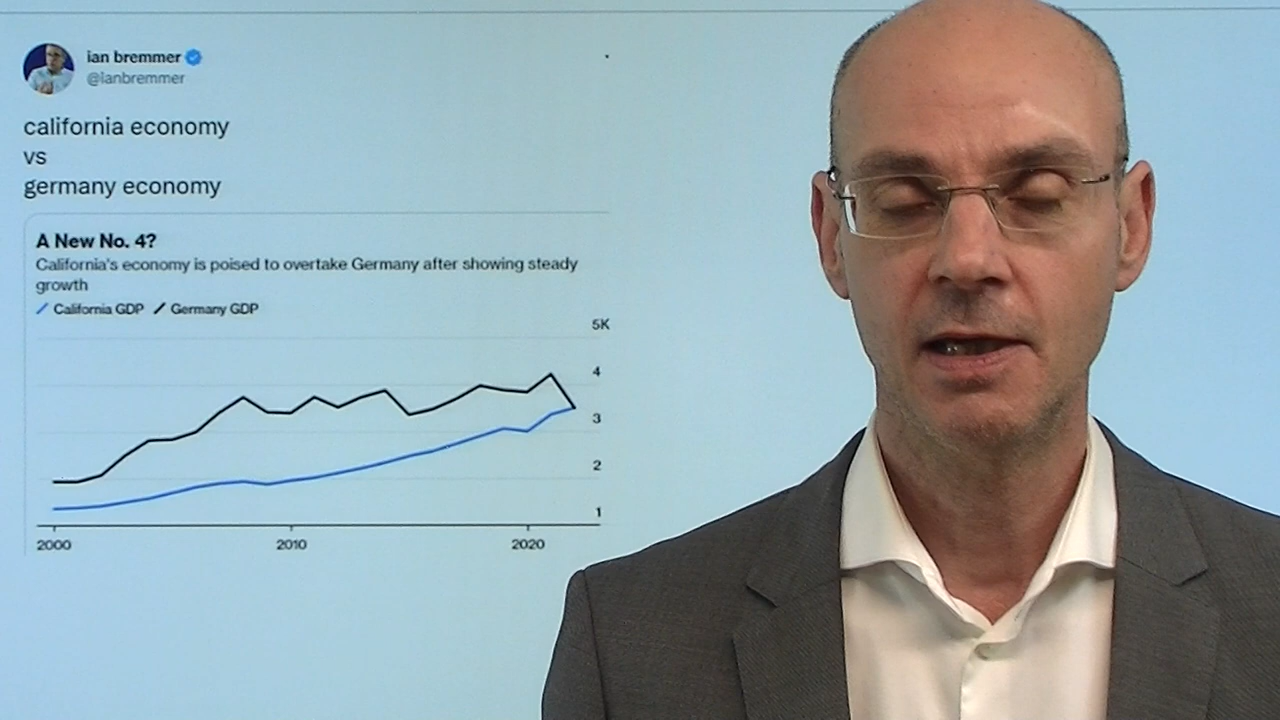 ian bremmer
@ianbremmer
california economy
vs
germany economy
A New No. 4?
California's economy is poised to overtake Germany after showing steady
growth
California GDP Germany GDP
5K
4
3
2
1
2000 2010 2020